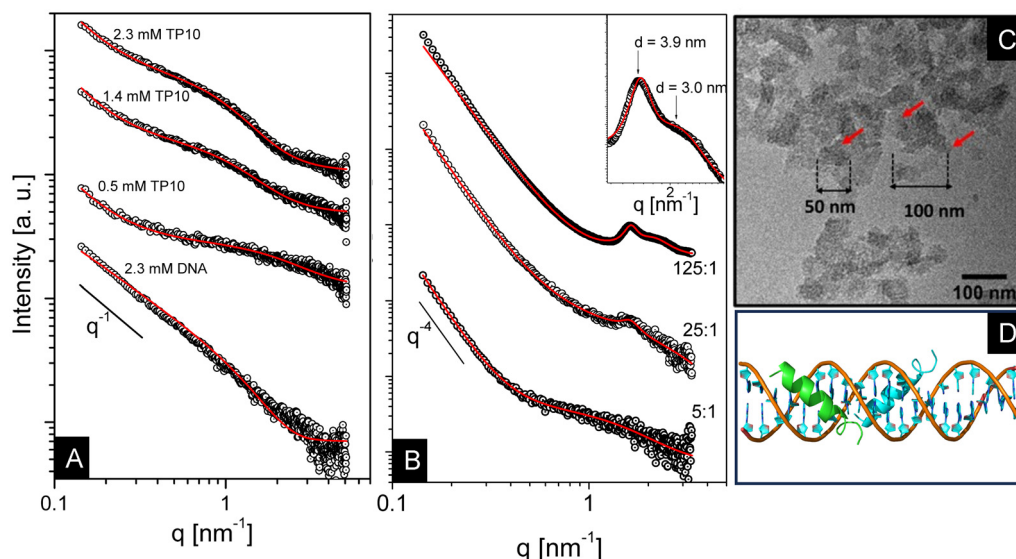 Intensity [a. u.]
2.3 mM TP10
1.4 mM TP10
0.5 mM TP10
2.3 mM DNA
q⁻¹
A
0.1
1
q [nm⁻¹]
d = 3.9 nm
d = 3.0 nm
2
q [nm⁻¹]
125:1
25:1
q⁻⁴
5:1
B
0.1
1
q [nm⁻¹]
C
50 nm
100 nm
100 nm
D